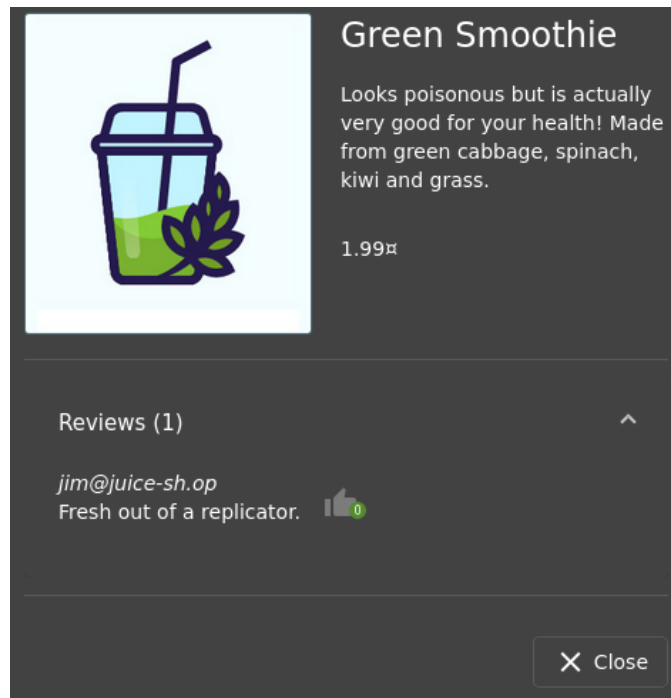 Green Smoothie
Looks poisonous but is actually
very good for your health! Made
from green cabbage, spinach,
kiwi and grass.
1.99¤
Reviews (1)
jim@juice-sh.op
Fresh out of a replicator.
0
Close